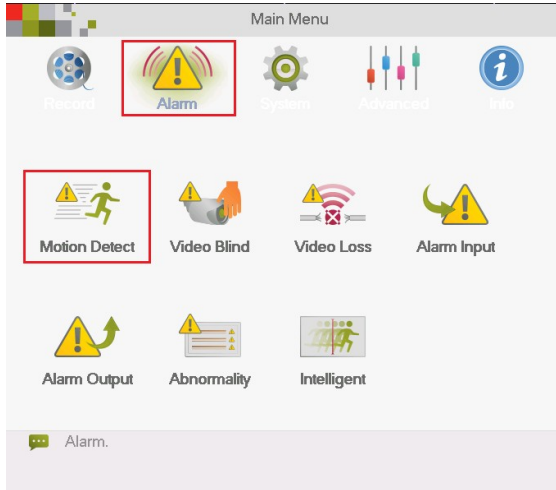 Main Menu
Record Alarm System Advanced Info
Motion Detect Video Blind Video Loss Alarm Input
Alarm Output Abnormality Intelligent
Alarm.